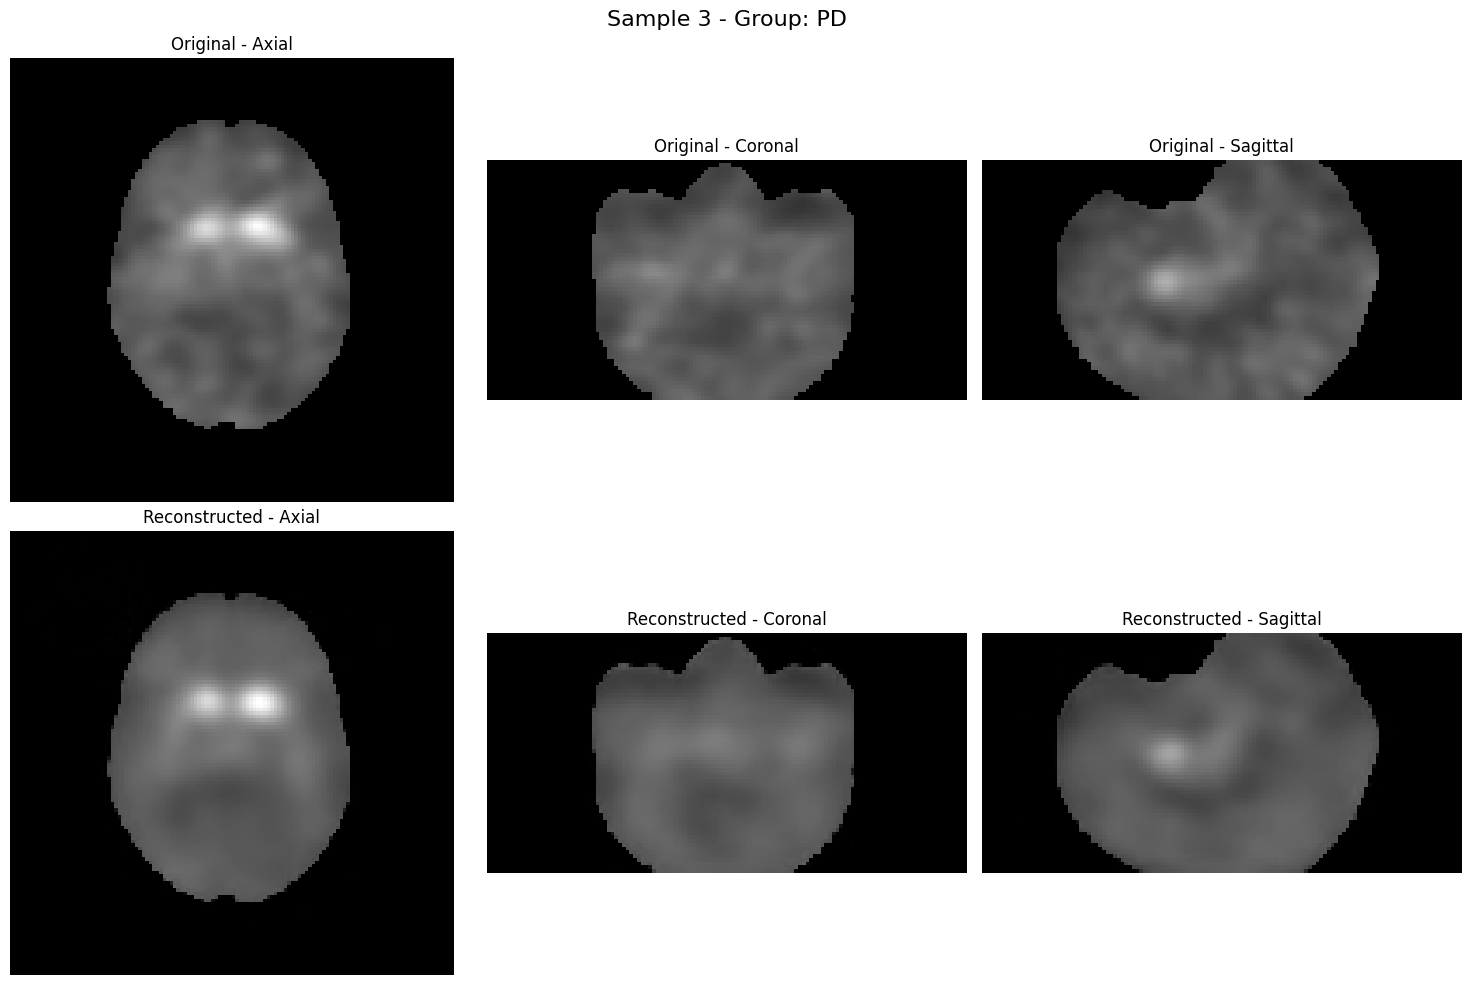 Sample 3 - Group: PD
Original - Axial
Original - Coronal
Original - Sagittal
Reconstructed - Axial
Reconstructed - Coronal
Reconstructed - Sagittal